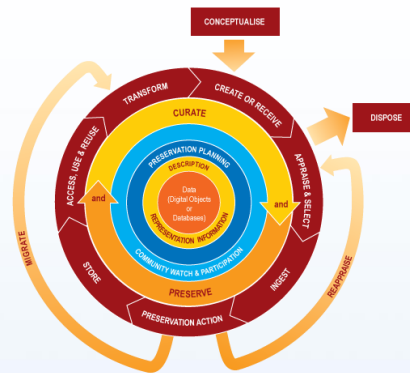 CONCEPTUALISE
CREATE OR RECEIVE
DISPOSE
APPRAISE & SELECT
INGEST
PRESERVATION ACTION
STORE
ACCESS, USE & REUSE
TRANSFORM
MIGRATE
REAPPRAISE
CURATE
and
PRESERVE
and
COMMUNITY WATCH & PARTICIPATION
PRESERVATION PLANNING
DESCRIPTION
REPRESENTATION INFORMATION
Data
(Digital Objects
or
Databases)